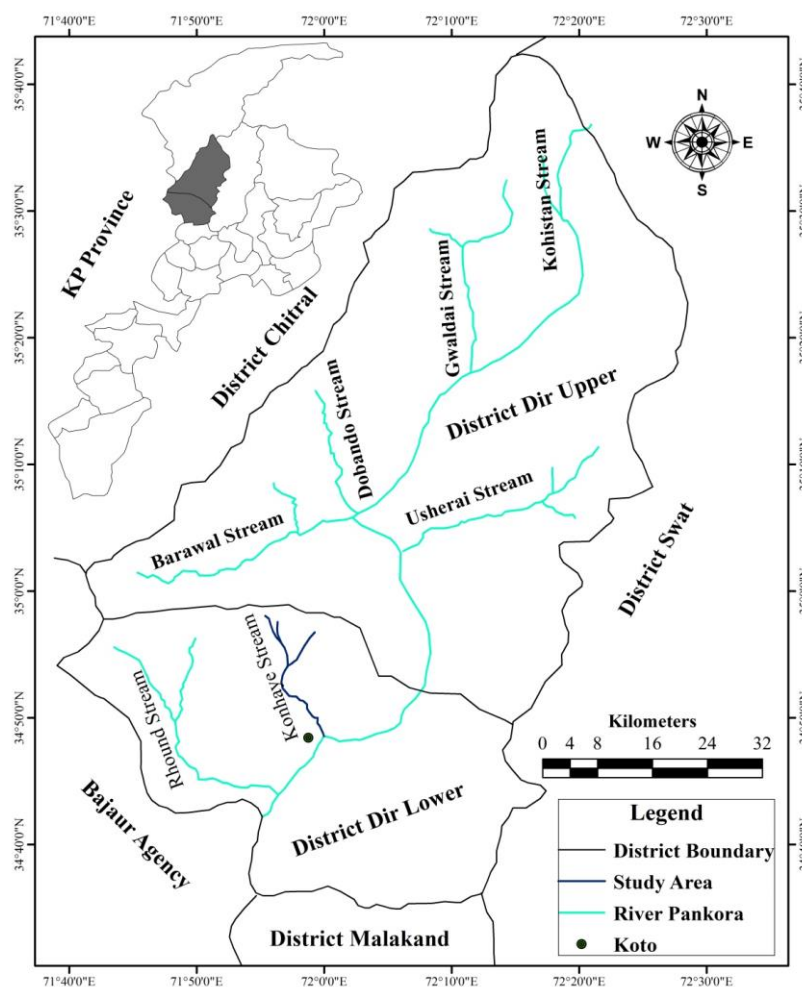 71°40'0"E
71°50'0"E
72°0'0"E
72°10'0"E
72°20'0"E
72°30'0"E
35°40'0"N
35°30'0"N
35°20'0"N
35°10'0"N
35°0'0"N
34°50'0"N
34°40'0"N
N
W
E
S
KP Province
District Chitral
Kohistan Stream
Gwaldai Stream
District Dir Upper
Dobando Stream
Usherai Stream
Barawal Stream
District Swat
Konhaye Stream
Rhound Stream
Bajaur Agency
District Dir Lower
District Malakand
Kilometers
0 4 8 16 24 32
Legend
District Boundary
Study Area
River Pankora
Koto
71°40'0"E
71°50'0"E
72°0'0"E
72°10'0"E
72°20'0"E
72°30'0"E